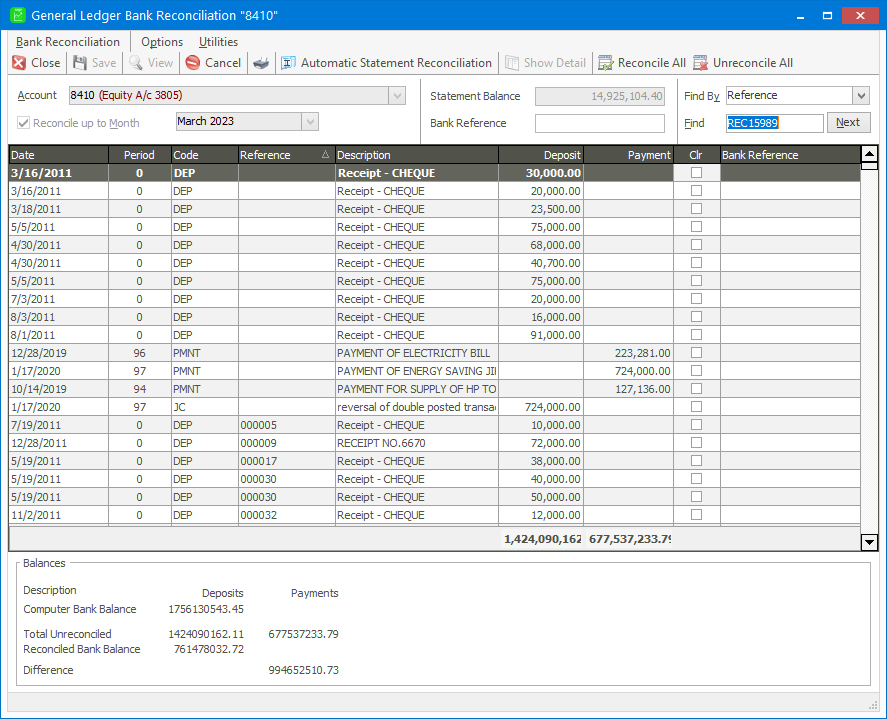 General Ledger Bank Reconciliation "8410"
Bank Reconciliation Options Utilities
Close Save View Cancel Automatic Statement Reconciliation Show Detail Reconcile All Unreconcile All
Account 8410 (Equity A/c 3805) Statement Balance 14,925,104.40 Find By Reference
Reconcile up to Month March 2023 Bank Reference Find REC15989 Next
Date Period Code Reference Description Deposit Payment Clr Bank Reference
3/16/2011 0 DEP Receipt - CHEQUE 30,000.00
3/16/2011 0 DEP Receipt - CHEQUE 20,000.00
3/18/2011 0 DEP Receipt - CHEQUE 23,500.00
5/5/2011 0 DEP Receipt - CHEQUE 75,000.00
4/30/2011 0 DEP Receipt - CHEQUE 68,000.00
4/30/2011 0 DEP Receipt - CHEQUE 40,700.00
5/5/2011 0 DEP Receipt - CHEQUE 75,000.00
7/3/2011 0 DEP Receipt - CHEQUE 20,000.00
8/3/2011 0 DEP Receipt - CHEQUE 16,000.00
8/1/2011 0 DEP Receipt - CHEQUE 91,000.00
12/28/2019 96 PMNT PAYMENT OF ELECTRICITY BILL 223,281.00
1/17/2020 97 PMNT PAYMENT OF ENERGY SAVING JI 724,000.00
10/14/2019 94 PMNT PAYMENT FOR SUPPLY OF HP TO 127,136.00
1/17/2020 97 JC reversal of double posted transa 724,000.00
7/19/2011 0 DEP 000005 Receipt - CHEQUE 10,000.00
12/28/2011 0 DEP 000009 RECEIPT NO.6670 72,000.00
5/19/2011 0 DEP 000017 Receipt - CHEQUE 38,000.00
5/19/2011 0 DEP 000030 Receipt - CHEQUE 40,000.00
5/19/2011 0 DEP 000030 Receipt - CHEQUE 50,000.00
11/2/2011 0 DEP 000032 Receipt - CHEQUE 12,000.00
1,424,090,162 677,537,233.79
Balances
Description Deposits Payments
Computer Bank Balance 1756130543.45
Total Unreconciled 1424090162.11 677537233.79
Reconciled Bank Balance 761478032.72
Difference 994652510.73